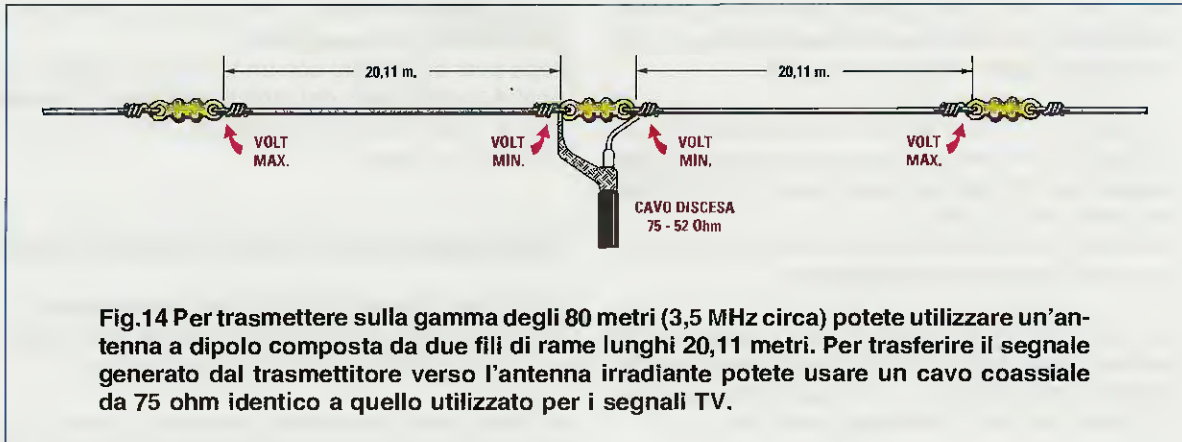 20,11 m.
20,11 m.
VOLT
MAX.
VOLT
MIN.
VOLT
MIN.
VOLT
MAX.
CAVO DISCESA
75 - 52 Ohm
Fig.14 Per trasmettere sulla gamma degli 80 metri (3,5 MHz circa) potete utilizzare un'an-
tenna a dipolo composta da due fili di rame lunghi 20,11 metri. Per trasferire il segnale
generato dal trasmettitore verso l'antenna irradiante potete usare un cavo coassiale
da 75 ohm identico a quello utilizzato per i segnali TV.